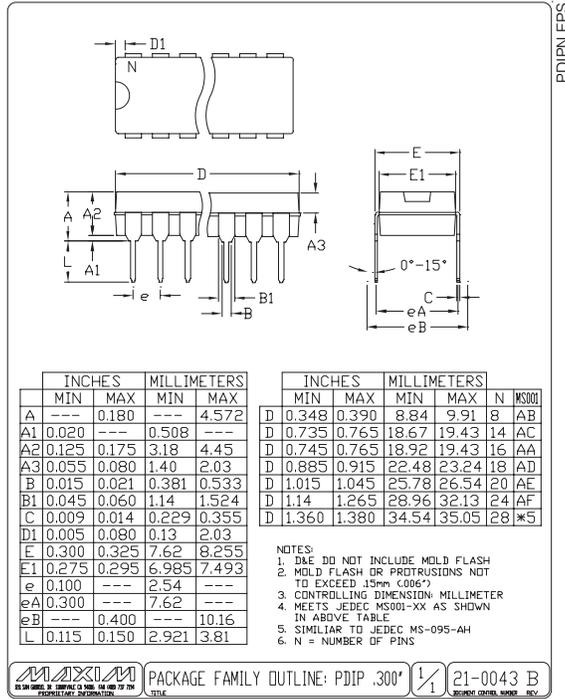 PDIPN.EPS
D1
N
D
E
E1
A
A2
A3
L
A1
0°-15°
e
B1
B
C
eA
eB
INCHES MILLIMETERS
MIN MAX MIN MAX
A --- 0.180 --- 4.572
A1 0.020 --- 0.508 ---
A2 0.125 0.175 3.18 4.45
A3 0.055 0.080 1.40 2.03
B 0.015 0.021 0.381 0.533
B1 0.045 0.060 1.14 1.524
C 0.009 0.014 0.229 0.355
D1 0.005 0.080 0.13 2.03
E 0.300 0.325 7.62 8.255
E1 0.275 0.295 6.985 7.493
e 0.100 --- 2.54 ---
eA 0.300 --- 7.62 ---
eB --- 0.400 --- 10.16
L 0.115 0.150 2.921 3.81
INCHES MILLIMETERS
MIN MAX MIN MAX N MS001
D 0.348 0.390 8.84 9.91 8 AB
D 0.735 0.765 18.67 19.43 14 AC
D 0.745 0.765 18.92 19.43 16 AA
D 0.885 0.915 22.48 23.24 18 AD
D 1.015 1.045 25.78 26.54 20 AE
D 1.14 1.265 28.96 32.13 24 AF
D 1.360 1.380 34.54 35.05 28 *5
NOTES:
1. D&E DO NOT INCLUDE MOLD FLASH
2. MOLD FLASH OR PROTRUSIONS NOT
TO EXCEED .15mm (.006")
3. CONTROLLING DIMENSION: MILLIMETER
4. MEETS JEDEC MS001-XX AS SHOWN
IN ABOVE TABLE
5. SIMILIAR TO JEDEC MS-095-AH
6. N = NUMBER OF PINS
MAXIM
PROPRIETARY INFORMATION
PACKAGE FAMILY OUTLINE: PDIP .300"
TITLE
1/1
21-0043 B
DOCUMENT CONTROL NUMBER REV.